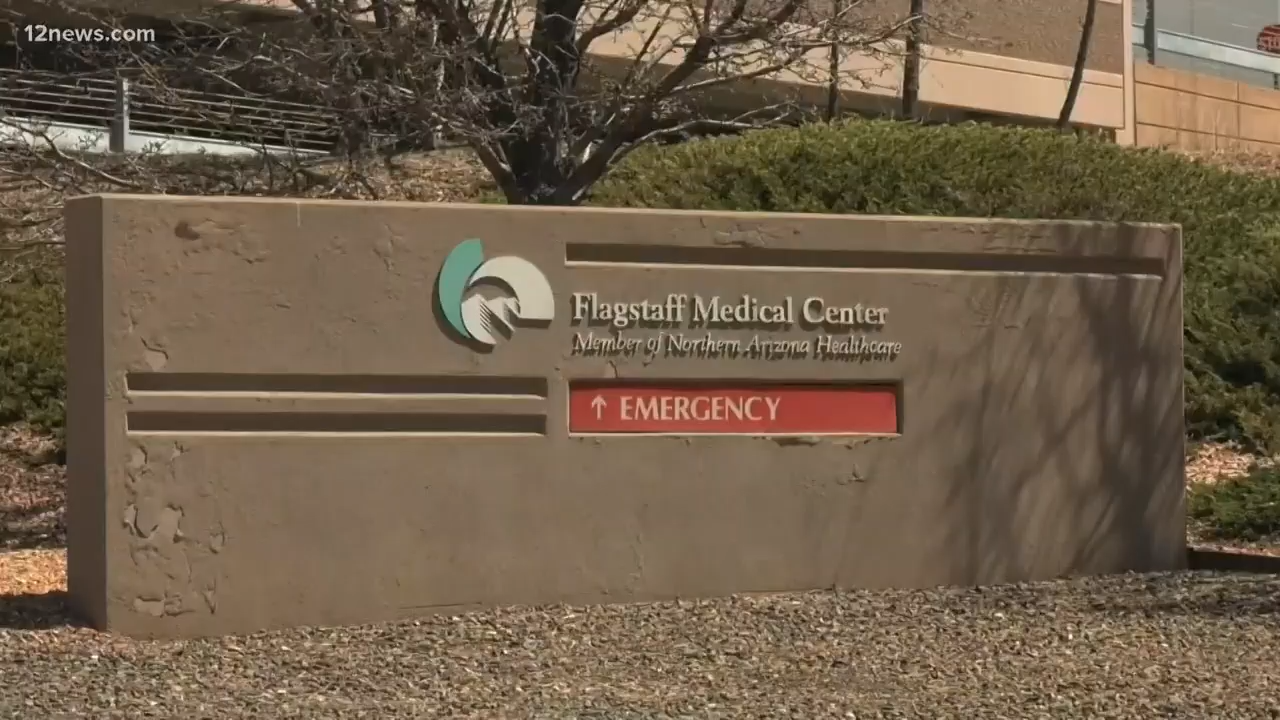 12news.com
Flagstaff Medical Center
Member of Northern Arizona Healthcare
↑ EMERGENCY